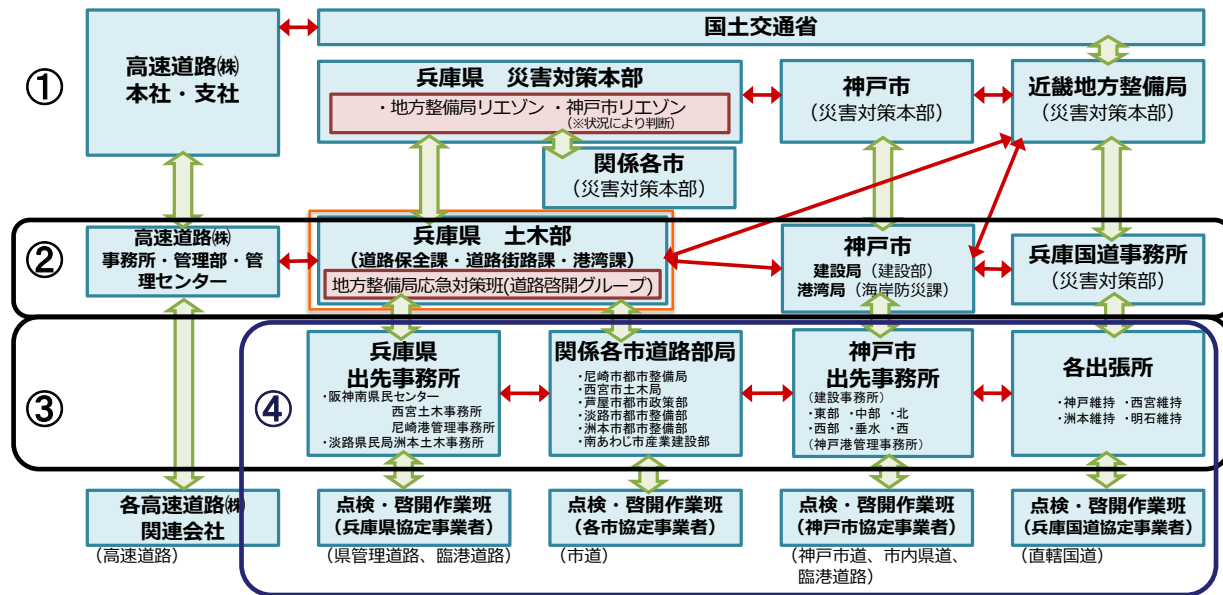 ①
高速道路㈱
本社・支社
国土交通省
兵庫県　災害対策本部
・地方整備局リエゾン ・神戸市リエゾン
(※状況により判断)
関係各市
(災害対策本部)
神戸市
(災害対策本部)
近畿地方整備局
(災害対策本部)
②
高速道路㈱
事務所・管理部・管
理センター
兵庫県　土木部
(道路保全課・道路街路課・港湾課)
地方整備局応急対策班(道路啓開グループ)
神戸市
建設局（建設部）
港湾局（海岸防災課）
兵庫国道事務所
(災害対策部)
③
④
兵庫県
出先事務所
・阪神南県民センター
西宮土木事務所
尼崎港管理事務所
・淡路県民局洲本土木事務所
関係各市道路部局
・尼崎市都市整備局
・西宮市土木局
・芦屋市都市政策部
・淡路市都市整備部
・洲本市都市整備部
・南あわじ市産業建設部
神戸市
出先事務所
(建設事務所)
・東部 ・中部 ・北
・西部 ・垂水 ・西
(神戸港管理事務所)
各出張所
・神戸維持 ・西宮維持
・洲本維持 ・明石維持
各高速道路㈱
関連会社
(高速道路)
点検・啓開作業班
(兵庫県協定事業者)
(県管理道路、臨港道路)
点検・啓開作業班
(各市協定事業者)
(市道)
点検・啓開作業班
(神戸市協定事業者)
(神戸市道、市内県道、
臨港道路)
点検・啓開作業班
(兵庫国道協定事業者)
(直轄国道)